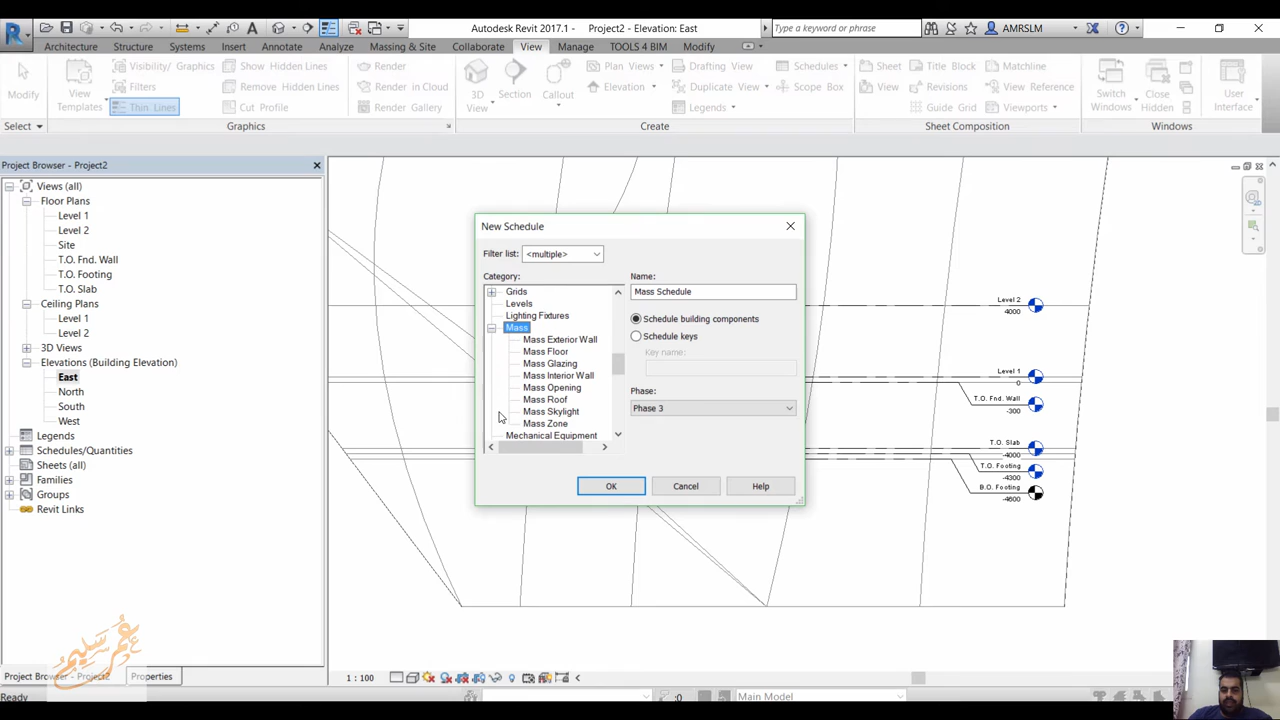 Autodesk Revit 2017.1 - Project2 - Elevation: East
Type a keyword or phrase
AMRSLM
Architecture Structure Systems Insert Annotate Analyze Massing & Site Collaborate View Manage TOOLS 4 BIM Modify
Modify
View Templates
Visibility/ Graphics
Filters
Thin Lines
Show Hidden Lines
Remove Hidden Lines
Cut Profile
Render
Render in Cloud
Render Gallery
3D View
Section
Callout
Plan Views
Elevation
Drafting View
Duplicate View
Legends
Schedules
Scope Box
Sheet
View
Title Block
Revisions
Guide Grid
Matchline
View Reference
Viewports
Switch Windows
Close Hidden
User Interface
Select Graphics Create Sheet Composition Windows
Project Browser - Project2
Views (all)
Floor Plans
Level 1
Level 2
Site
T.O. Fnd. Wall
T.O. Footing
T.O. Slab
Ceiling Plans
Level 1
Level 2
3D Views
Elevations (Building Elevation)
East
North
South
West
Legends
Schedules/Quantities
Sheets (all)
Families
Groups
Revit Links
New Schedule
Filter list: <multiple>
Category:
Grids
Levels
Lighting Fixtures
Mass
Mass Exterior Wall
Mass Floor
Mass Glazing
Mass Interior Wall
Mass Opening
Mass Roof
Mass Skylight
Mass Zone
Mechanical Equipment
Name:
Mass Schedule
Schedule building components
Schedule keys
Key name:
Phase:
Phase 3
OK Cancel Help
Level 2
4000
Level 1
0
T.O. Fnd. Wall
-300
T.O. Slab
-4000
T.O. Footing
-4300
B.O. Footing
-4600
عمر سليم
Project Browser - Project2 Properties
1 : 100
Ready
:0
Main Model